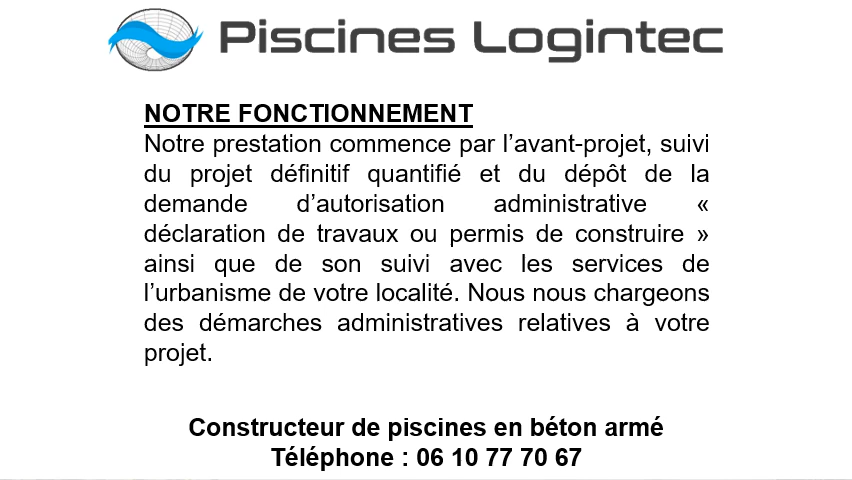 Piscines Logintec
NOTRE FONCTIONNEMENT
Notre prestation commence par l’avant-projet, suivi
du projet définitif quantifié et du dépôt de la
demande d’autorisation administrative «
déclaration de travaux ou permis de construire »
ainsi que de son suivi avec les services de
l’urbanisme de votre localité. Nous nous chargeons
des démarches administratives relatives à votre
projet.
Constructeur de piscines en béton armé
Téléphone : 06 10 77 70 67